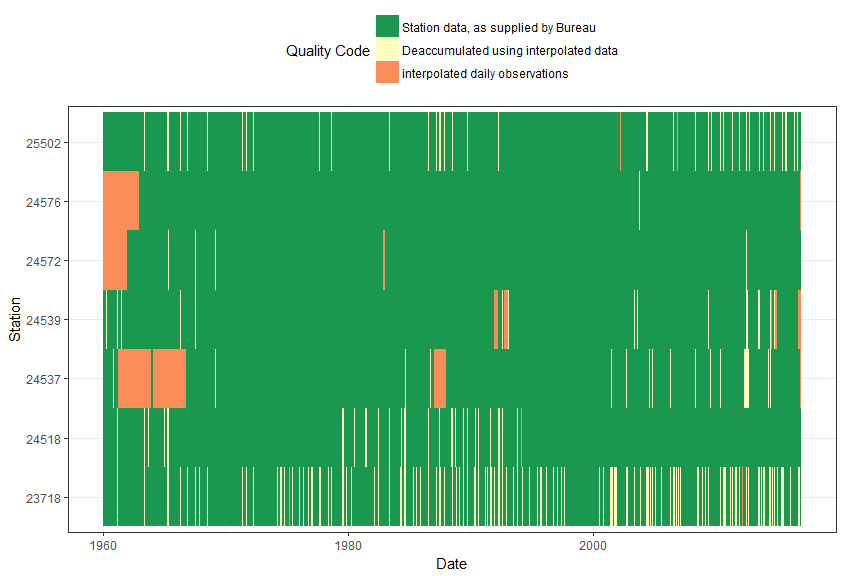 Quality Code
Station data, as supplied by Bureau
Deaccumulated using interpolated data
interpolated daily observations
Station
25502
24576
24572
24539
24537
24518
23718
1960
1980
2000
Date